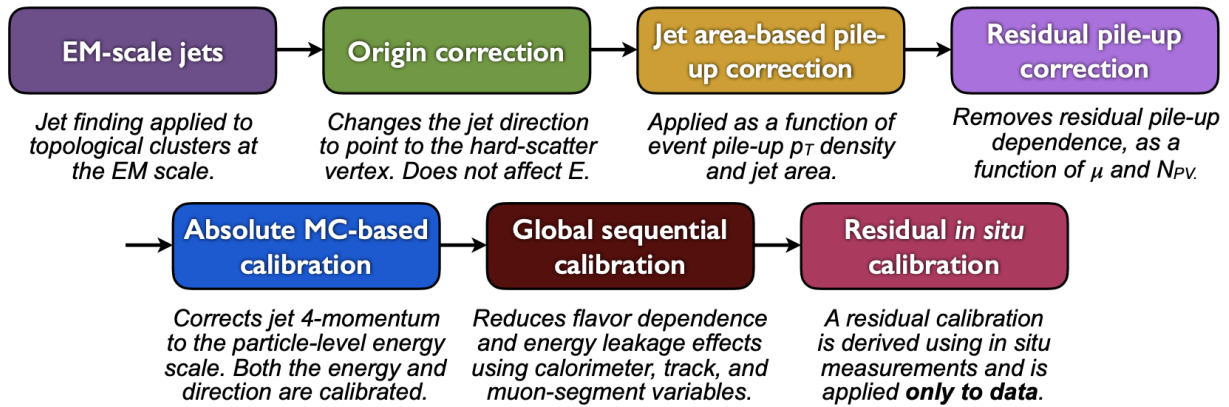 EM-scale jets
Jet finding applied to
topological clusters at
the EM scale.
Origin correction
Changes the jet direction
to point to the hard-scatter
vertex. Does not affect E.
Jet area-based pile-
up correction
Applied as a function of
event pile-up pT density
and jet area.
Residual pile-up
correction
Removes residual pile-up
dependence, as a
function of µ and NPV.
Absolute MC-based
calibration
Corrects jet 4-momentum
to the particle-level energy
scale. Both the energy and
direction are calibrated.
Global sequential
calibration
Reduces flavor dependence
and energy leakage effects
using calorimeter, track, and
muon-segment variables.
Residual in situ
calibration
A residual calibration
is derived using in situ
measurements and is
applied only to data.